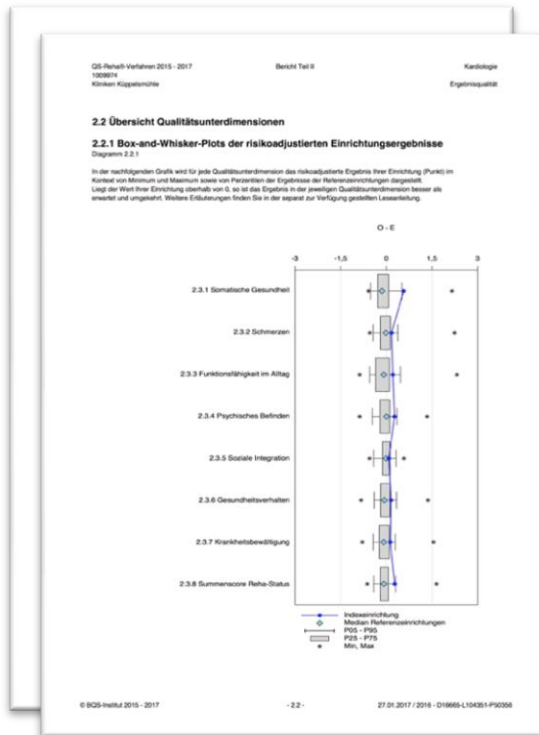 QS-Reha®-Verfahren 2015 - 2017
Bericht Teil II
Kardiologie
1009974
Kliniken Küppelsmühle
Ergebnisqualität
2.2 Übersicht Qualitätsunterdimensionen
2.2.1 Box-and-Whisker-Plots der risikoadjustierten Einrichtungsergebnisse
Diagramm 2.2.1
In der nachfolgenden Grafik wird für jede Qualitätsunterdimension das risikoadjustierte Ergebnis Ihrer Einrichtung (Punkt) im
Kontext von Minimum und Maximum sowie von Perzentilen der Ergebnisse der Referenzeinrichtungen dargestellt.
Liegt der Wert Ihrer Einrichtung oberhalb von 0, so ist das Ergebnis in der jeweiligen Qualitätsunterdimension besser als
erwartet und umgekehrt. Weitere Erläuterungen finden Sie in der separat zur Verfügung gestellten Leseanleitung.
O - E
-3 -1,5 0 1,5 3
2.3.1 Somatische Gesundheit
2.3.2 Schmerzen
2.3.3 Funktionsfähigkeit im Alltag
2.3.4 Psychisches Befinden
2.3.5 Soziale Integration
2.3.6 Gesundheitsverhalten
2.3.7 Krankheitsbewältigung
2.3.8 Summenscore Reha-Status
Indexeinrichtung
Median Referenzeinrichtungen
P05 - P95
P25 - P75
Min, Max
© BQS-Institut 2015 - 2017
- 2.2 -
27.01.2017 / 2016 - D16665-L104351-P50356